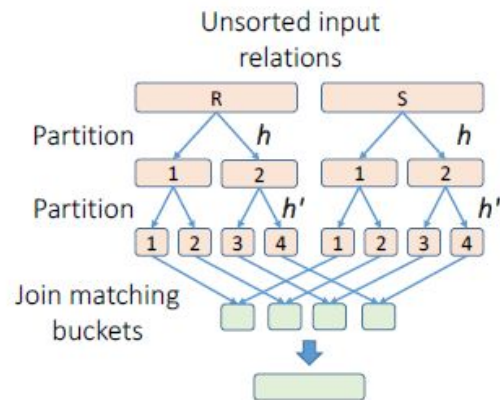 Unsorted input
relations
R S
Partition h h
1 2 1 2
Partition h' h'
1 2 3 4 1 2 3 4
Join matching
buckets